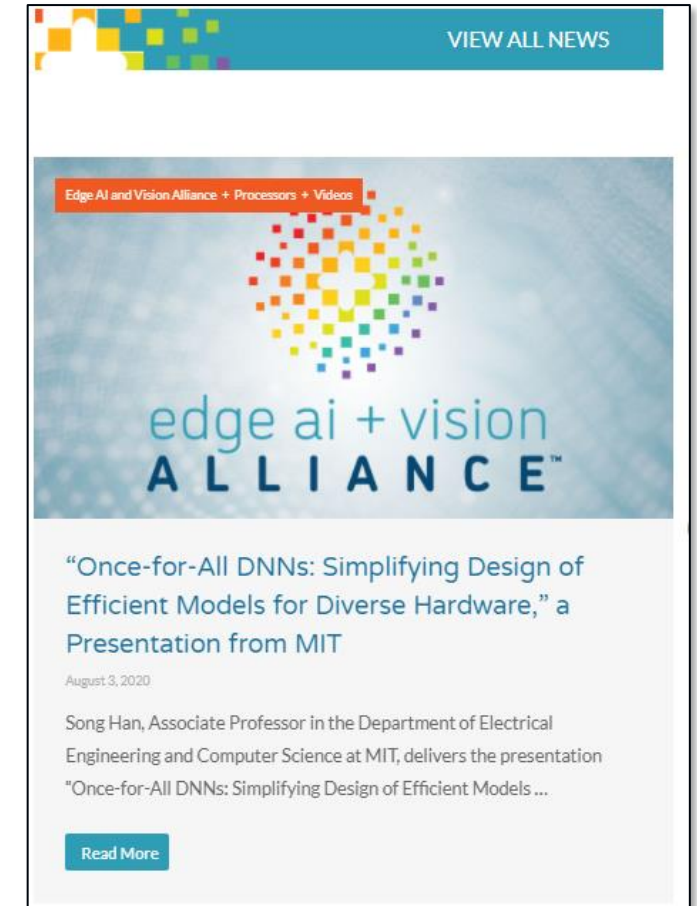 VIEW ALL NEWS
Edge AI and Vision Alliance + Processors + Videos
edge ai + vision
ALLIANCE™
“Once-for-All DNNs: Simplifying Design of
Efficient Models for Diverse Hardware,” a
Presentation from MIT
August 3, 2020
Song Han, Associate Professor in the Department of Electrical
Engineering and Computer Science at MIT, delivers the presentation
“Once-for-All DNNs: Simplifying Design of Efficient Models ...
Read More